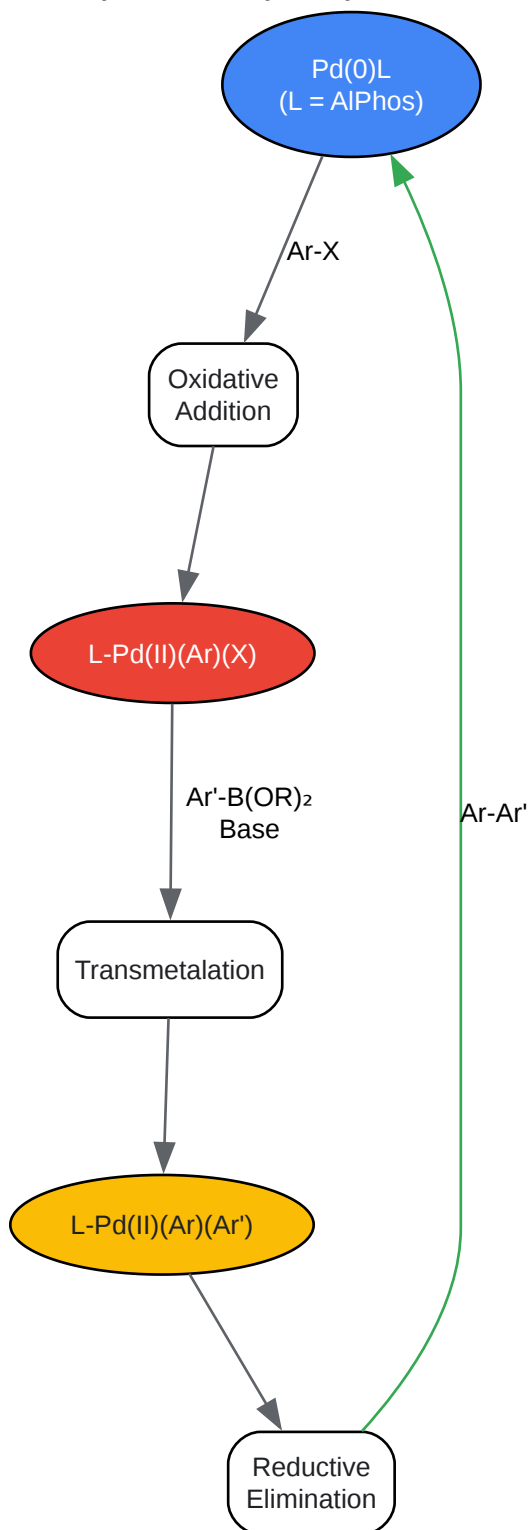 Pd(0)L
(L = AlPhos)
Ar-X
Oxidative
Addition
L-Pd(II)(Ar)(X)
Ar'-B(OR)₂
Base
Ar-Ar'
Transmetalation
L-Pd(II)(Ar)(Ar')
Reductive
Elimination